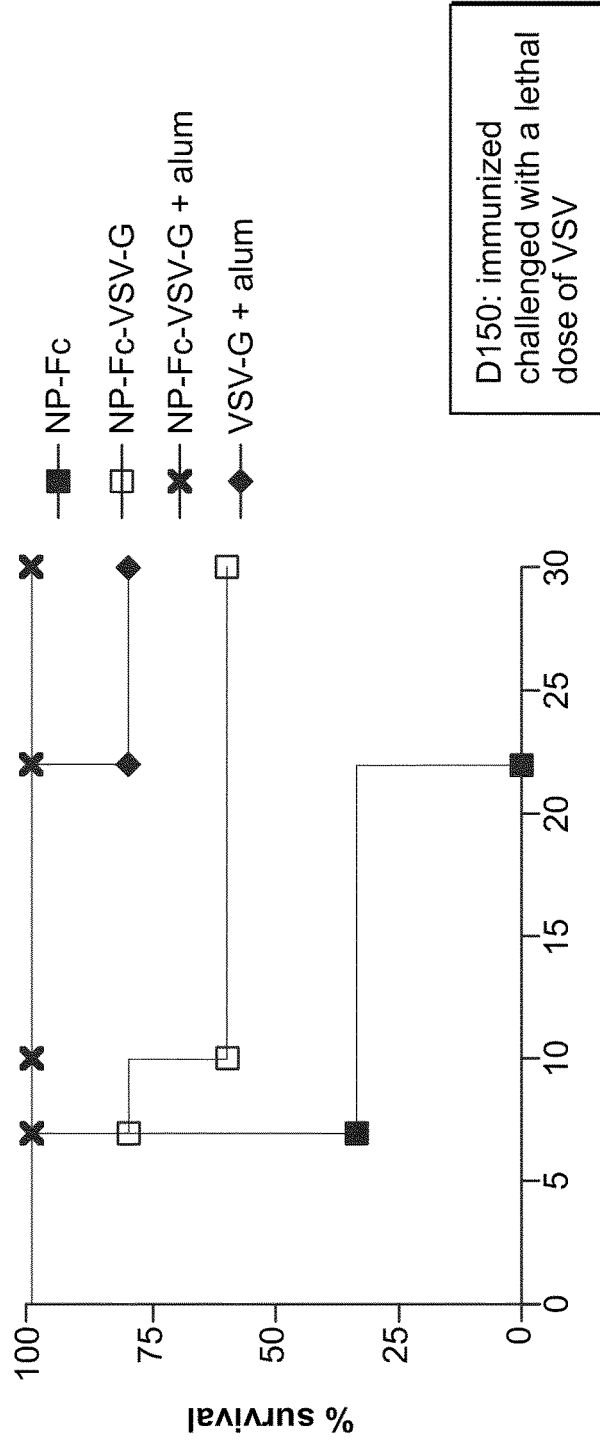 NP-Fc
NP-Fc-VSV-G
NP-Fc-VSV-G + alum
VSV-G + alum
% survival
100
75
50
25
0
0
5
10
15
20
25
30
D150: immunized
challenged with a lethal
dose of VSV